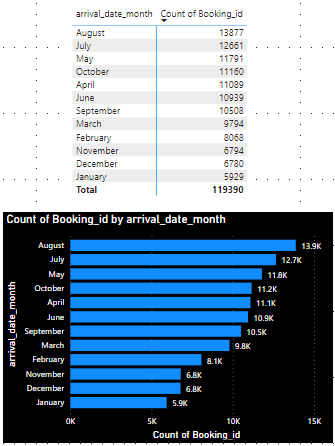 arrival_date_month Count of Booking_id
August 13877
July 12661
May 11791
October 11160
April 11089
June 10939
September 10508
March 9794
February 8068
November 6794
December 6780
January 5929
Total 119390
Count of Booking_id by arrival_date_month
arrival_date_month
August 13.9K
July 12.7K
May 11.8K
October 11.2K
April 11.1K
June 10.9K
September 10.5K
March 9.8K
February 8.1K
November 6.8K
December 6.8K
January 5.9K
0K 5K 10K 15K
Count of Booking_id